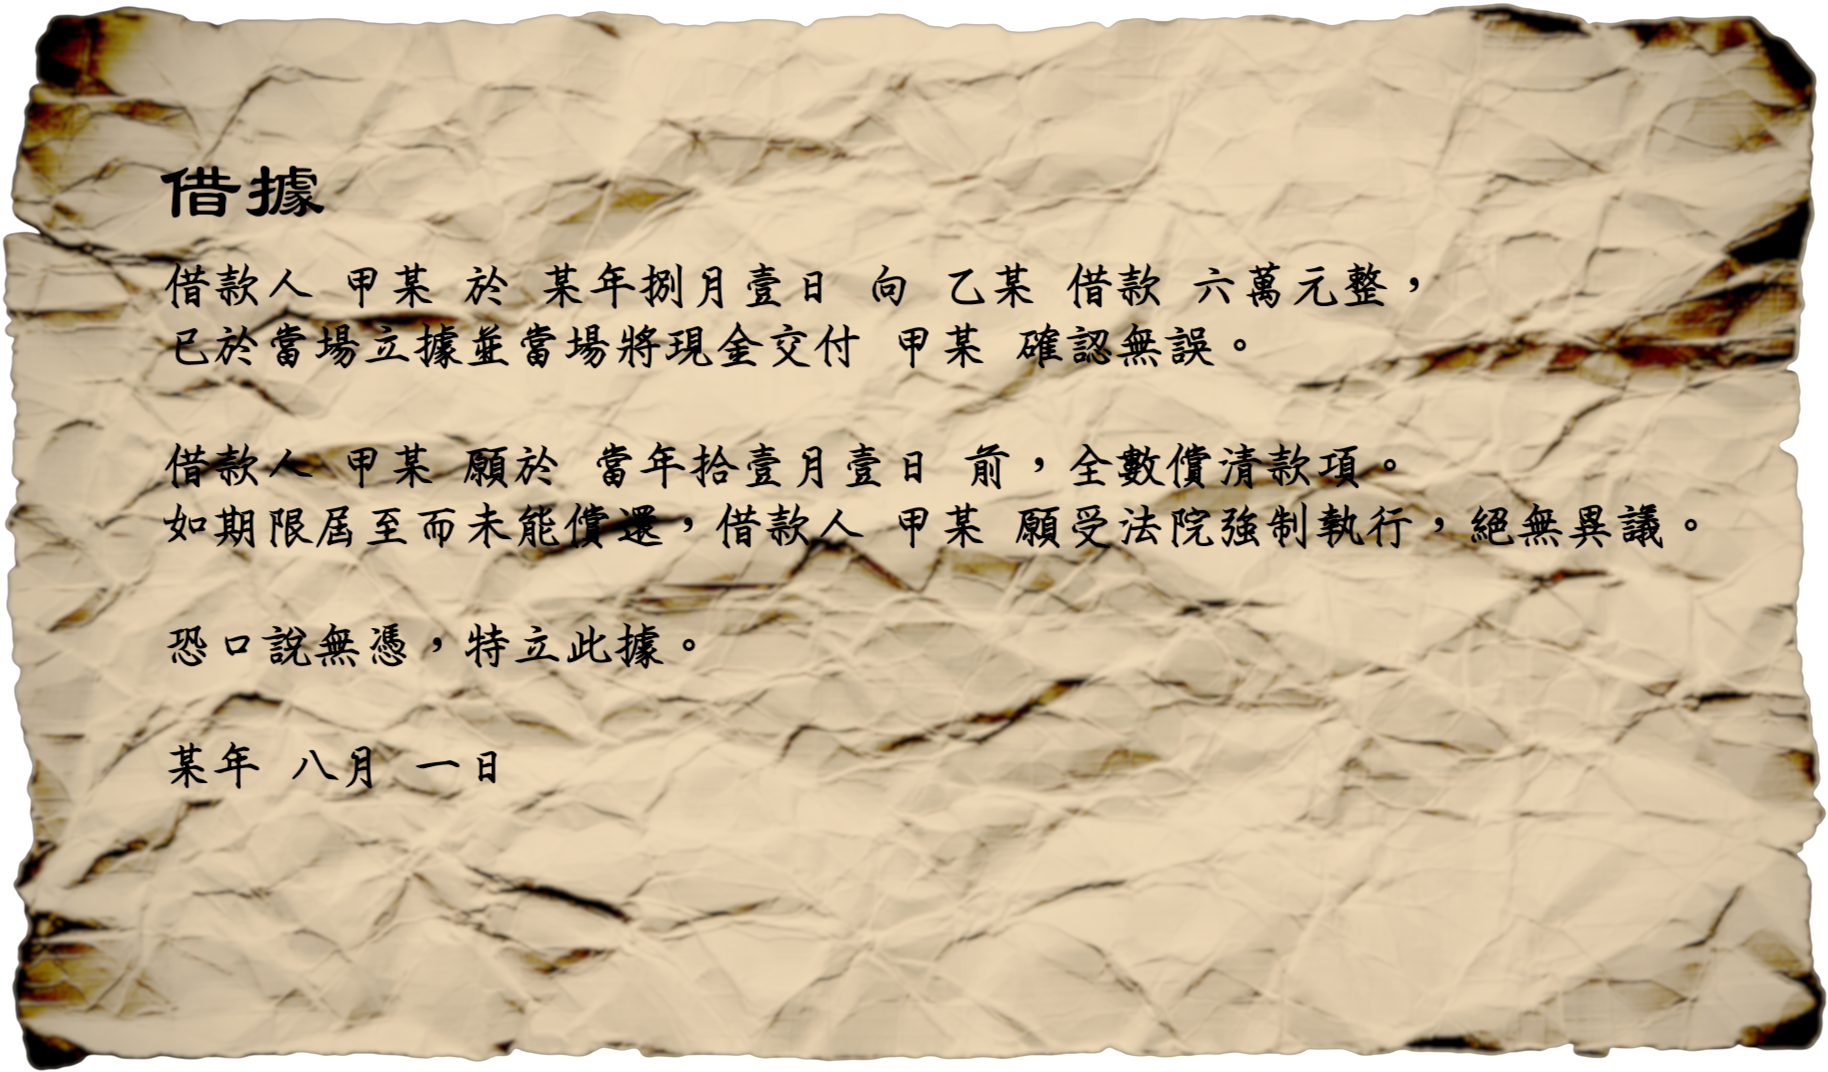 借據
借款人 甲某 於 某年捌月壹日 向 乙某 借款 六萬元整，
已於當場立據並當場將現金交付 甲某 確認無誤。
借款人 甲某 願於 當年拾壹月壹日 前，全數償清款項。
如期限屆至而未能償還，借款人 甲某 願受法院強制執行，絕無異議。
恐口說無憑，特立此據。
某年 八月 一日